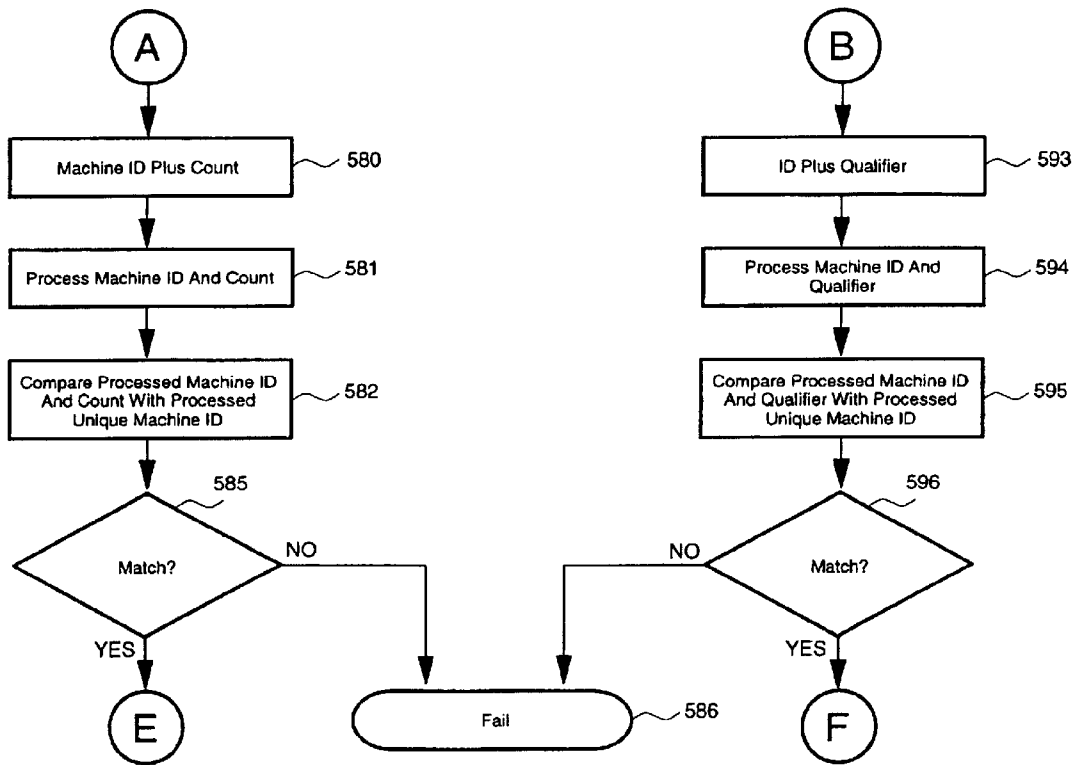 A
Machine ID Plus Count
580
Process Machine ID And Count
581
Compare Processed Machine ID
And Count With Processed
Unique Machine ID
582
585
Match?
NO
YES
E
B
ID Plus Qualifier
593
Process Machine ID And
Qualifier
594
Compare Processed Machine ID
And Qualifier With Processed
Unique Machine ID
595
596
Match?
NO
YES
F
Fail
586